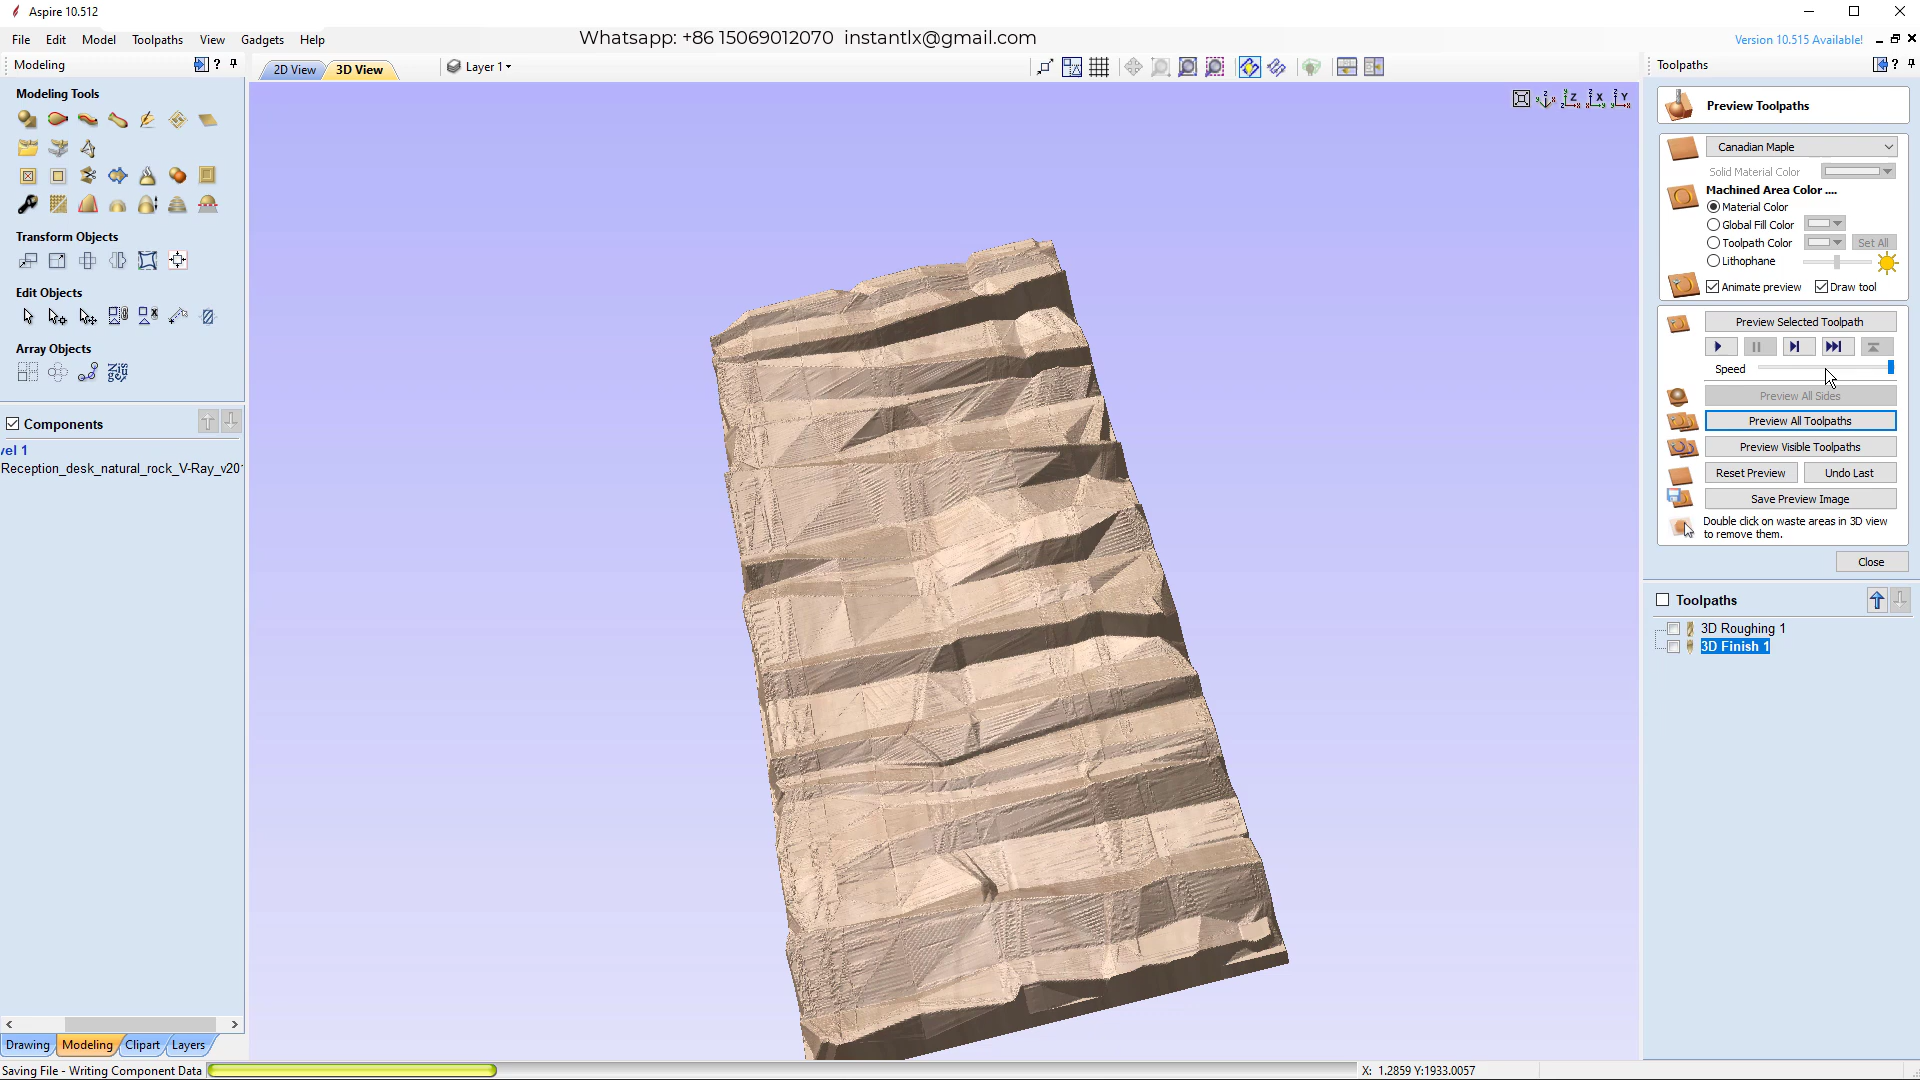 Aspire 10.512
File Edit Model Toolpaths View Gadgets Help
Whatsapp: +86 15069012070 instantlx@gmail.com
Version 10.515 Available!
Modeling
?
2D View
3D View
Layer 1
Toolpaths
?
Modeling Tools
Transform Objects
Edit Objects
Array Objects
Components
vel 1
Reception_desk_natural_rock_V-Ray_v201
Drawing
Modeling
Clipart
Layers
Preview Toolpaths
Canadian Maple
Solid Material Color
Machined Area Color ....
Material Color
Global Fill Color
Toolpath Color
Set All
Lithophane
Animate preview
Draw tool
Preview Selected Toolpath
Speed
Preview All Sides
Preview All Toolpaths
Preview Visible Toolpaths
Reset Preview
Undo Last
Save Preview Image
Double click on waste areas in 3D view
to remove them.
Close
Toolpaths
3D Roughing 1
3D Finish 1
Saving File - Writing Component Data
X: 1.2859 Y:1933.0057